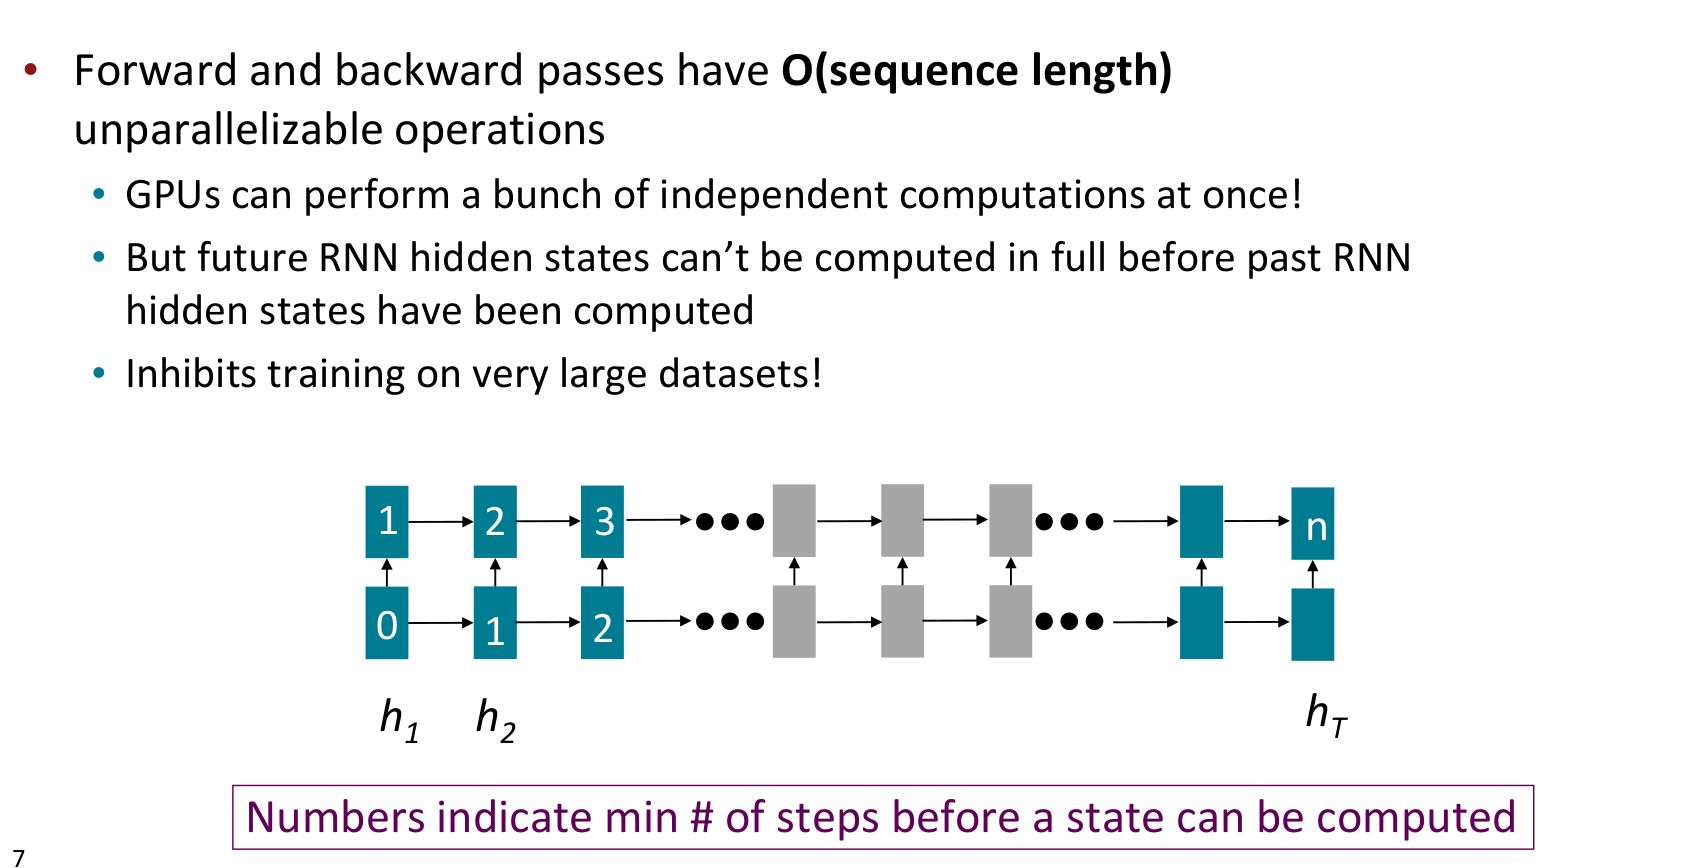 • Forward and backward passes have O(sequence length)
unparallelizable operations
• GPUs can perform a bunch of independent computations at once!
• But future RNN hidden states can’t be computed in full before past RNN
hidden states have been computed
• Inhibits training on very large datasets!
1 2 3 n
0 1 2
h1 h2 hT
Numbers indicate min # of steps before a state can be computed
7